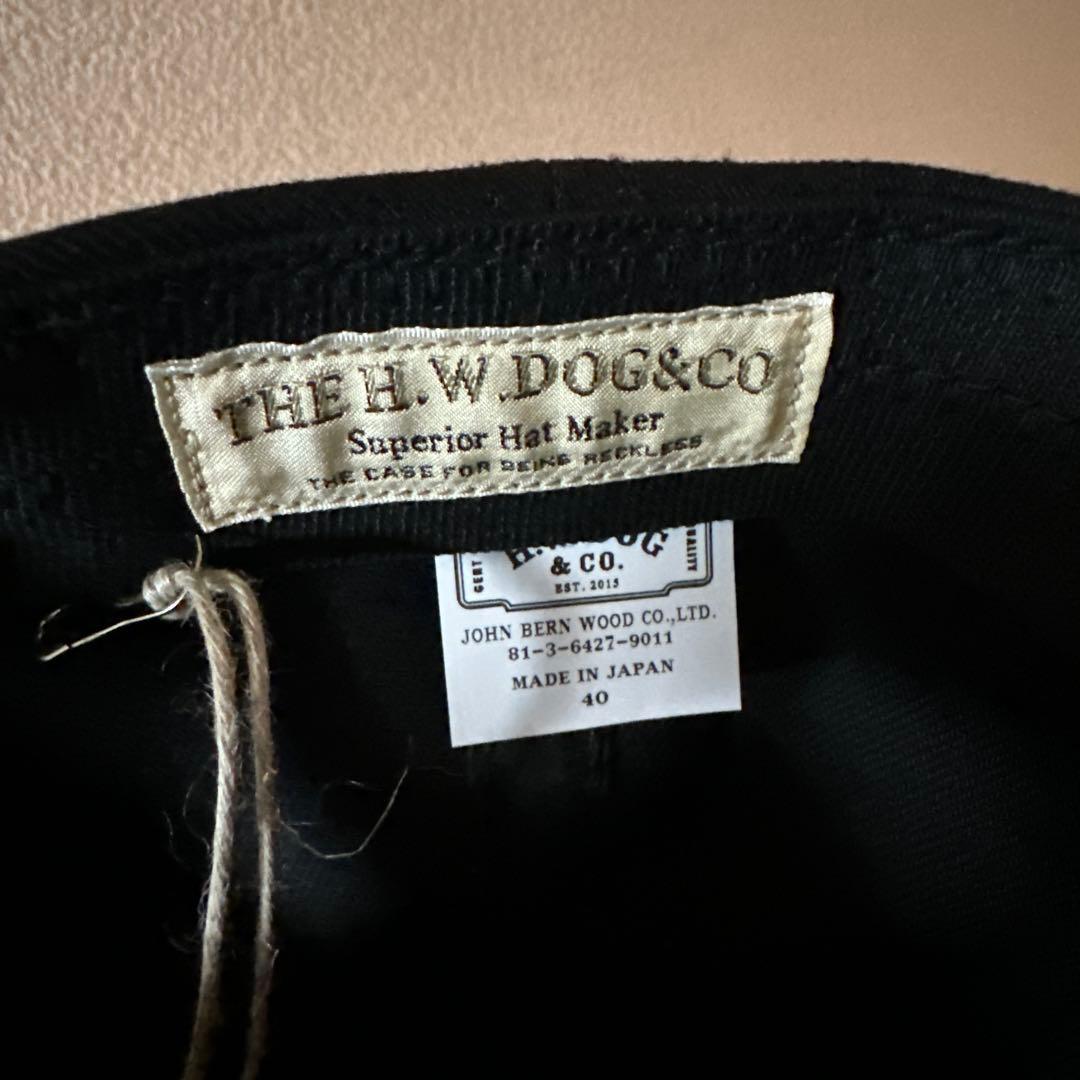 THE H.W.DOG&CO
Superior Hat Maker
THE CASE FOR BEING RECKLESS
DOG
& CO.
EST. 2015
JOHN BERN WOOD CO.,LTD.
81-3-6427-9011
MADE IN JAPAN
40